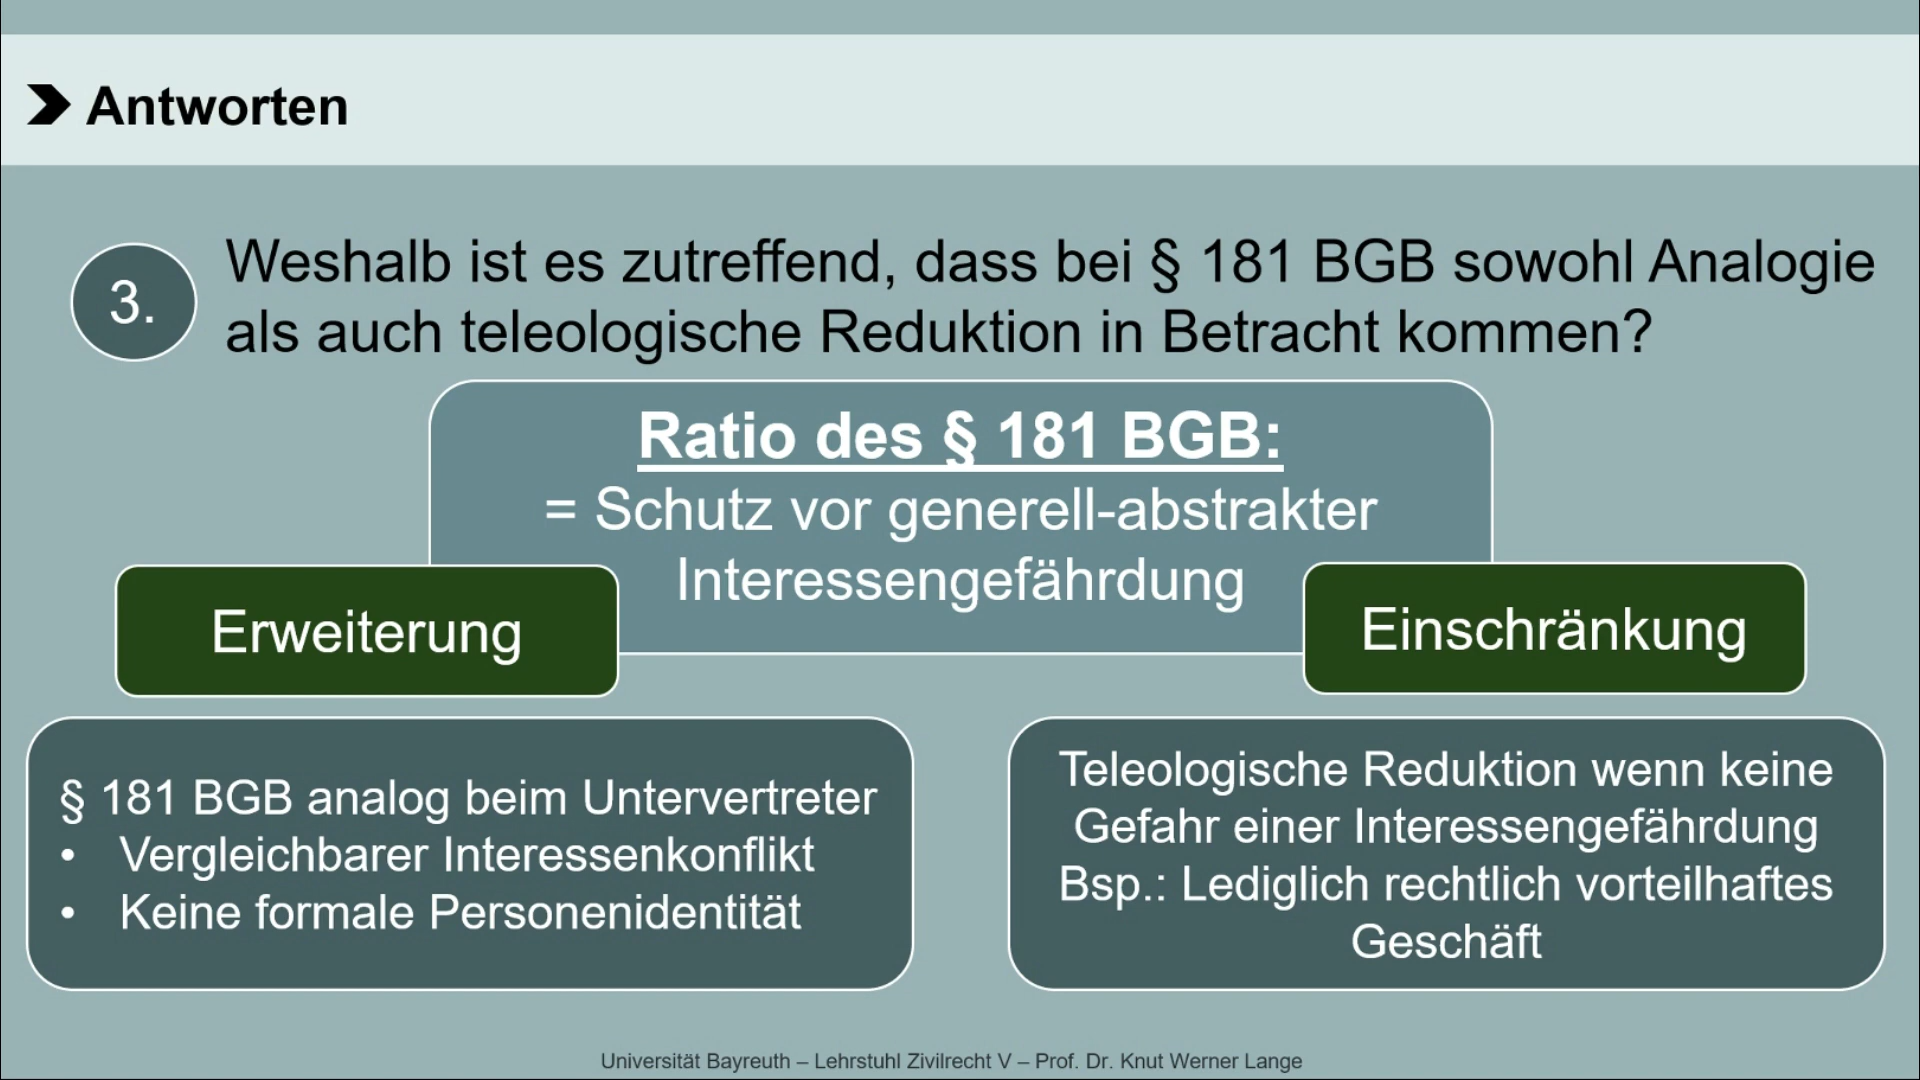 Antworten
3.
Weshalb ist es zutreffend, dass bei § 181 BGB sowohl Analogie
als auch teleologische Reduktion in Betracht kommen?
Ratio des § 181 BGB:
= Schutz vor generell-abstrakter
Interessengefährdung
Erweiterung
Einschränkung
§ 181 BGB analog beim Untervertreter
• Vergleichbarer Interessenkonflikt
• Keine formale Personenidentität
Teleologische Reduktion wenn keine
Gefahr einer Interessengefährdung
Bsp.: Lediglich rechtlich vorteilhaftes
Geschäft
Universität Bayreuth – Lehrstuhl Zivilrecht V – Prof. Dr. Knut Werner Lange